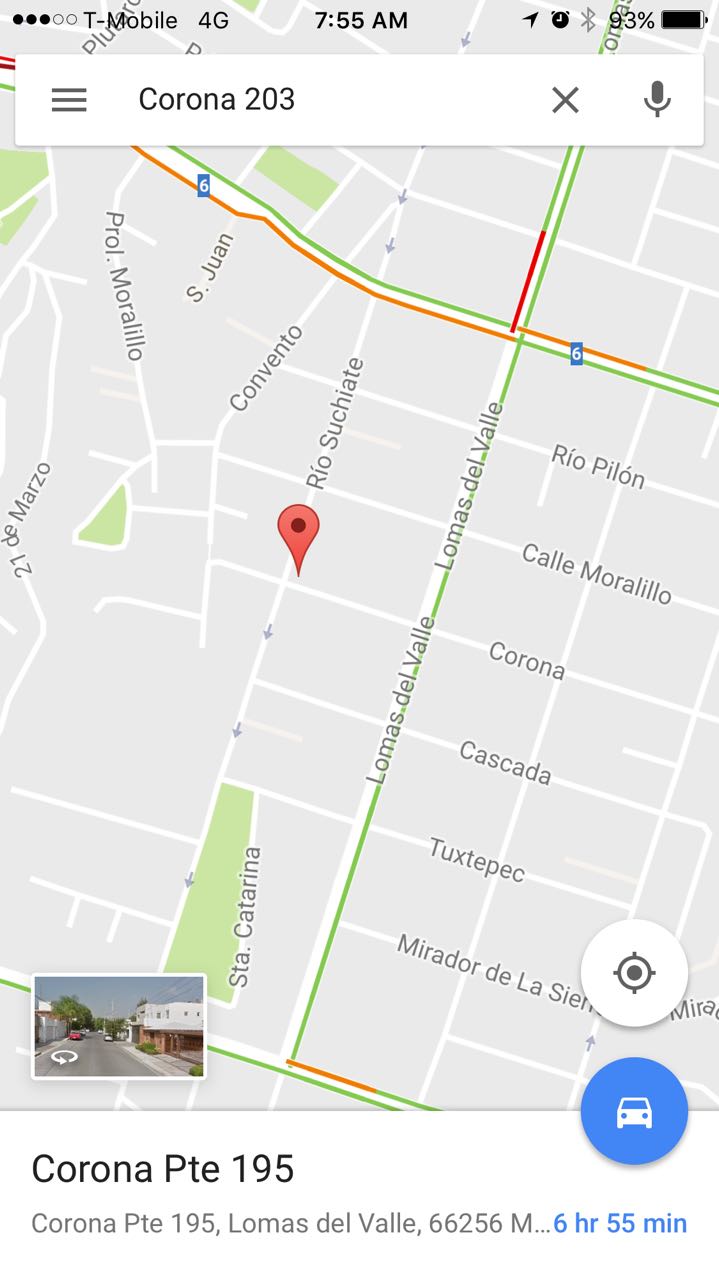 T-Mobile 4G 7:55 AM 93%
Corona 203
6
Prol. Moralillo
S. Juan
Convento
Río Suchiate
6
Lomas del Valle
Río Pilón
21 de Marzo
Calle Moralillo
Lomas del Valle
Corona
Cascada
Tuxtepec
Sta. Catarina
Mirador de La Sien
Mirad
Corona Pte 195
Corona Pte 195, Lomas del Valle, 66256 M... 6 hr 55 min